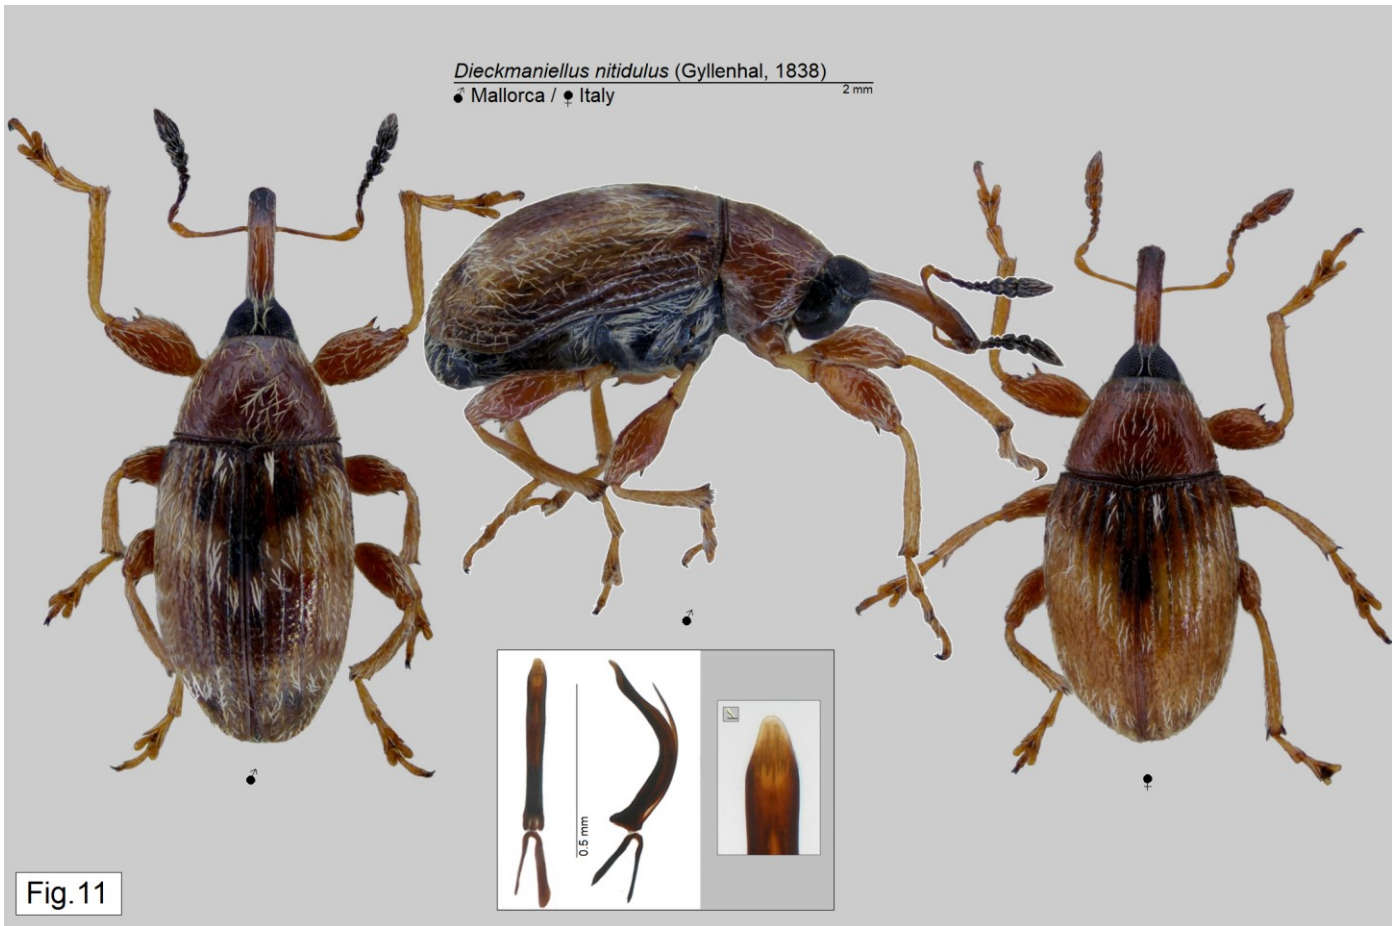 Dieckmaniellus nitidulus (Gyllenhal, 1838)
2 mm
♂ Mallorca / ♀ Italy
♂
♂
♀
0.5 mm
Fig.11